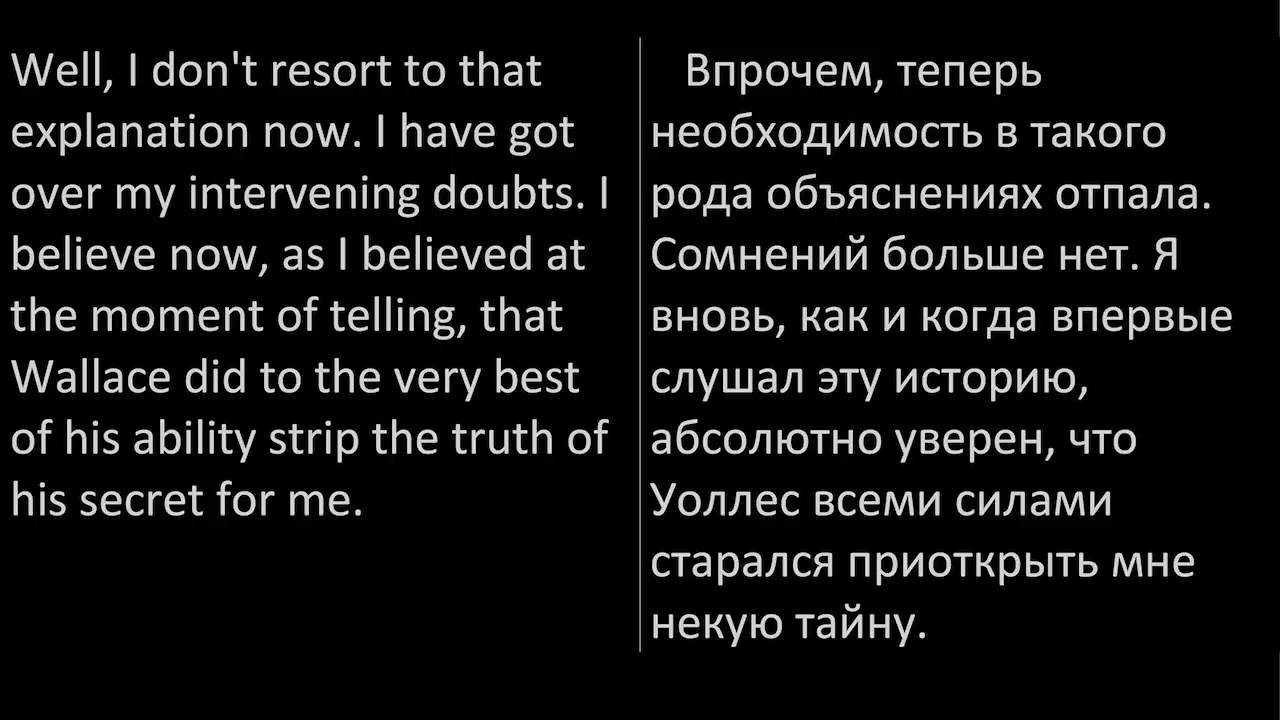 Well, I don't resort to that
explanation now. I have got
over my intervening doubts. I
believe now, as I believed at
the moment of telling, that
Wallace did to the very best
of his ability strip the truth of
his secret for me.
Впрочем, теперь
необходимость в такого
рода объяснениях отпала.
Сомнений больше нет. Я
вновь, как и когда впервые
слушал эту историю,
абсолютно уверен, что
Уоллес всеми силами
старался приоткрыть мне
некую тайну.